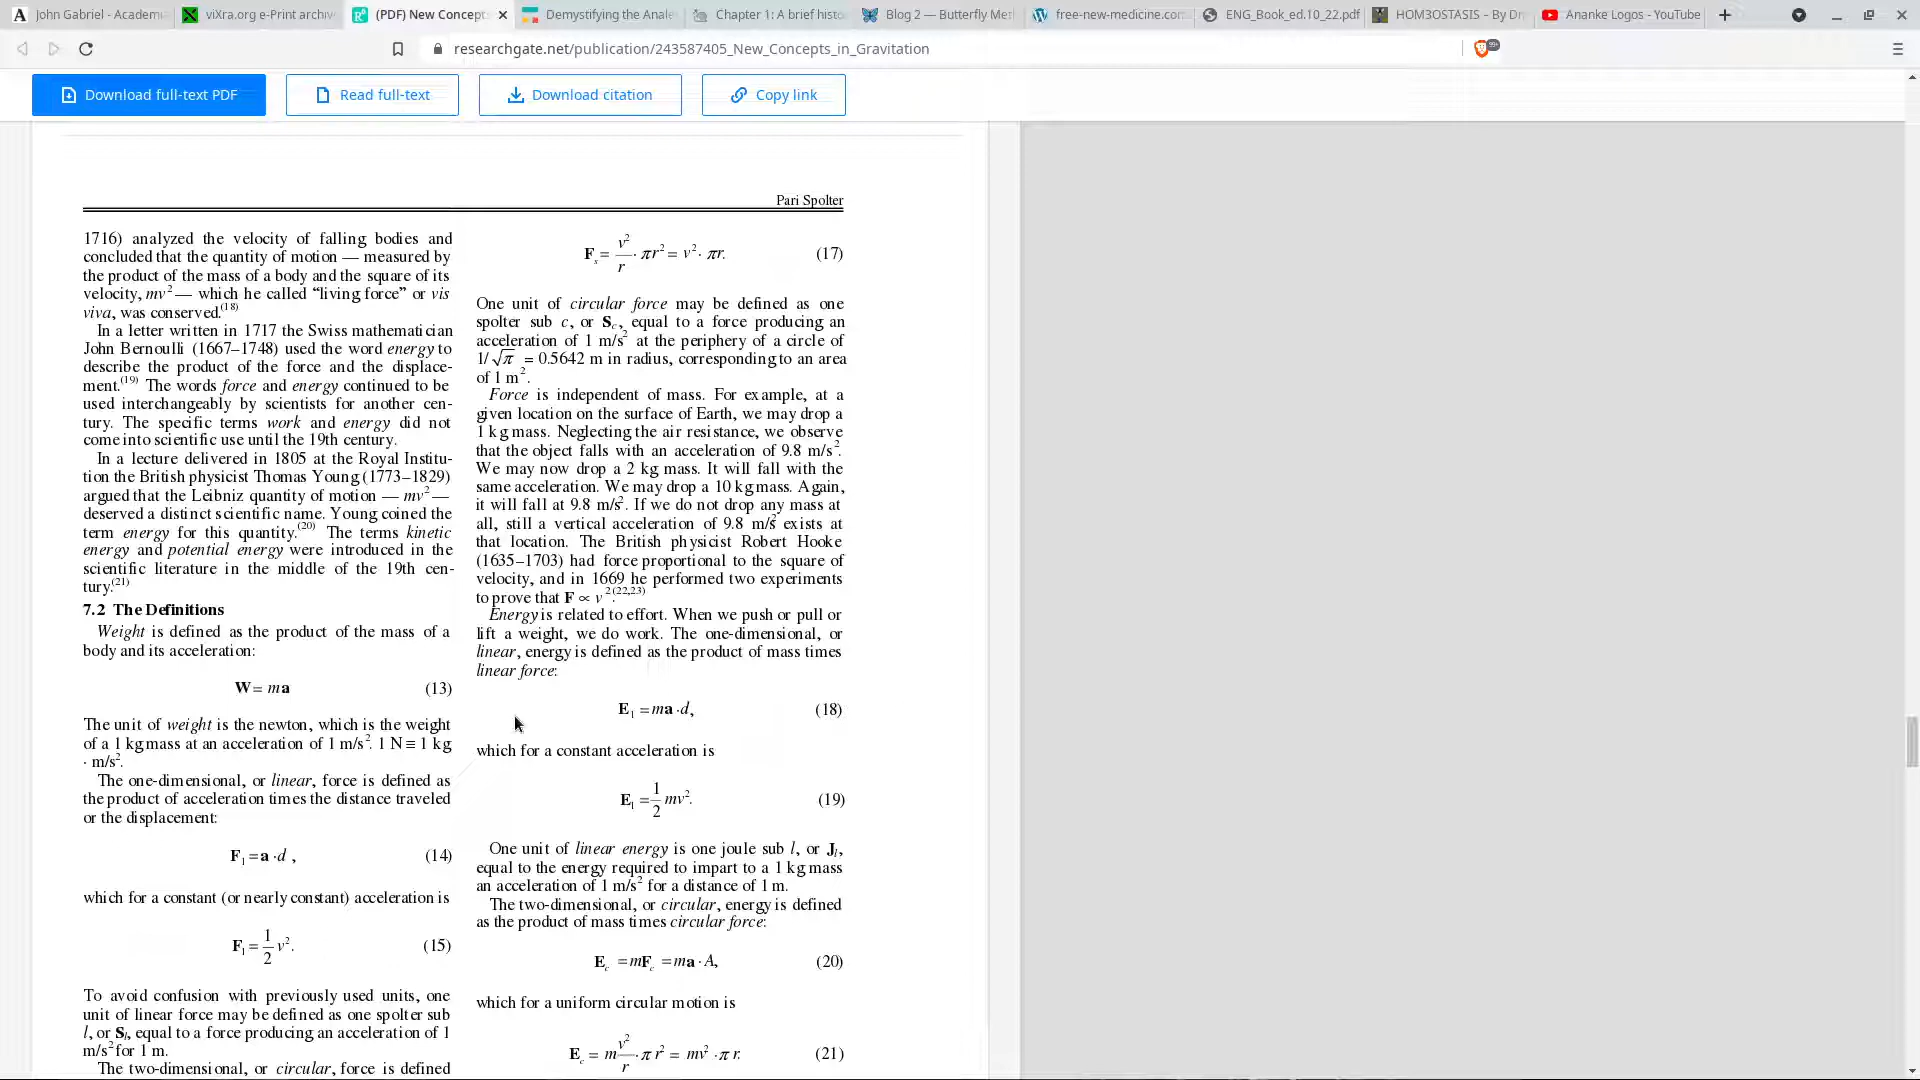 John Gabriel - Academi
viXra.org e-Print archiv
(PDF) New Concept
Demystifying the Anale
Chapter 1: A brief histo
Blog 2 — Butterfly Met
free-new-medicine.com
ENG_Book_ed.10_22.pdf
HOM3OSTASIS – By Dr
Ananke Logos - YouTube
researchgate.net/publication/243587405_New_Concepts_in_Gravitation
99+
Download full-text PDF
Read full-text
Download citation
Copy link
Pari Spolter
1716) analyzed the velocity of falling bodies and
concluded that the quantity of motion — measured by
the product of the mass of a body and the square of its
velocity, mv² — which he called “living force” or vis
viva, was conserved.(18)
In a letter written in 1717 the Swiss mathematician
John Bernoulli (1667–1748) used the word energy to
describe the product of the force and the displace-
ment.(19) The words force and energy continued to be
used interchangeably by scientists for another cen-
tury. The specific terms work and energy did not
come into scientific use until the 19th century.
In a lecture delivered in 1805 at the Royal Institu-
tion the British physicist Thomas Young (1773–1829)
argued that the Leibniz quantity of motion — mv² —
deserved a distinct scientific name. Young coined the
term energy for this quantity.(20) The terms kinetic
energy and potential energy were introduced in the
scientific literature in the middle of the 19th cen-
tury.(21)
7.2 The Definitions
Weight is defined as the product of the mass of a
body and its acceleration:
W = ma (13)
The unit of weight is the newton, which is the weight
of a 1 kg mass at an acceleration of 1 m/s². 1 N ≡ 1 kg
· m/s².
The one-dimensional, or linear, force is defined as
the product of acceleration times the distance traveled
or the displacement:
F₁ = a · d , (14)
which for a constant (or nearly constant) acceleration is
F₁ = 1/2 v². (15)
To avoid confusion with previously used units, one
unit of linear force may be defined as one spolter sub
l, or Sₗ, equal to a force producing an acceleration of 1
m/s² for 1 m.
The two-dimensional, or circular, force is defined
Fₛ = v²/r · πr² = v² · πr. (17)
One unit of circular force may be defined as one
spolter sub c, or S_c, equal to a force producing an
acceleration of 1 m/s² at the periphery of a circle of
1/√π = 0.5642 m in radius, corresponding to an area
of 1 m².
Force is independent of mass. For example, at a
given location on the surface of Earth, we may drop a
1 kg mass. Neglecting the air resistance, we observe
that the object falls with an acceleration of 9.8 m/s².
We may now drop a 2 kg mass. It will fall with the
same acceleration. We may drop a 10 kg mass. Again,
it will fall at 9.8 m/s². If we do not drop any mass at
all, still a vertical acceleration of 9.8 m/s² exists at
that location. The British physicist Robert Hooke
(1635–1703) had force proportional to the square of
velocity, and in 1669 he performed two experiments
to prove that F ∝ v².(22,23)
Energy is related to effort. When we push or pull or
lift a weight, we do work. The one-dimensional, or
linear, energy is defined as the product of mass times
linear force:
E₁ = ma · d, (18)
which for a constant acceleration is
E₁ = 1/2 mv². (19)
One unit of linear energy is one joule sub l, or Jₗ,
equal to the energy required to impart to a 1 kg mass
an acceleration of 1 m/s² for a distance of 1 m.
The two-dimensional, or circular, energy is defined
as the product of mass times circular force:
E_c = mF_c = ma · A, (20)
which for a uniform circular motion is
E_c = m v²/r · π r² = mv² · π r. (21)